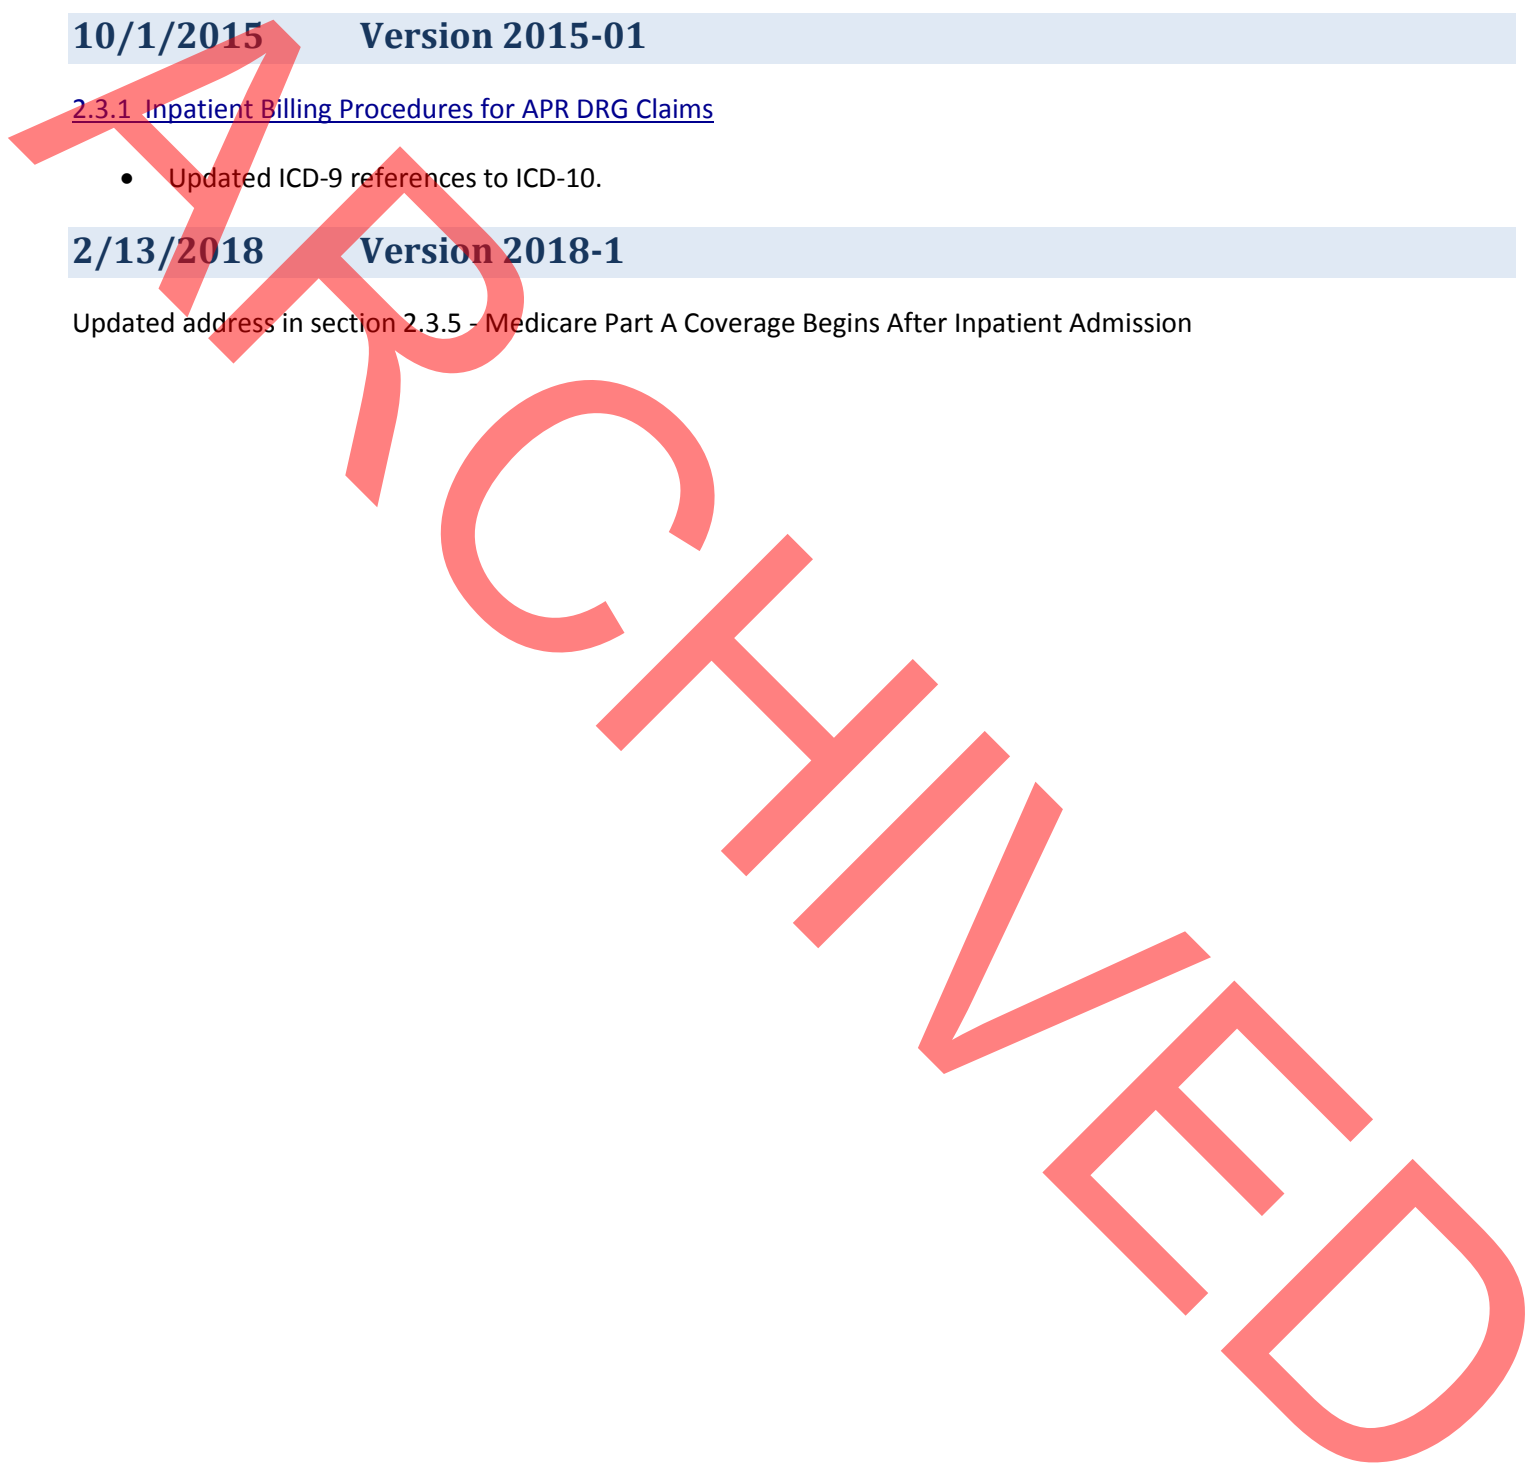 10/1/2015 Version 2015-01
2.3.1 Inpatient Billing Procedures for APR DRG Claims
• Updated ICD-9 references to ICD-10.
2/13/2018 Version 2018-1
Updated address in section 2.3.5 - Medicare Part A Coverage Begins After Inpatient Admission
ARCHIVED